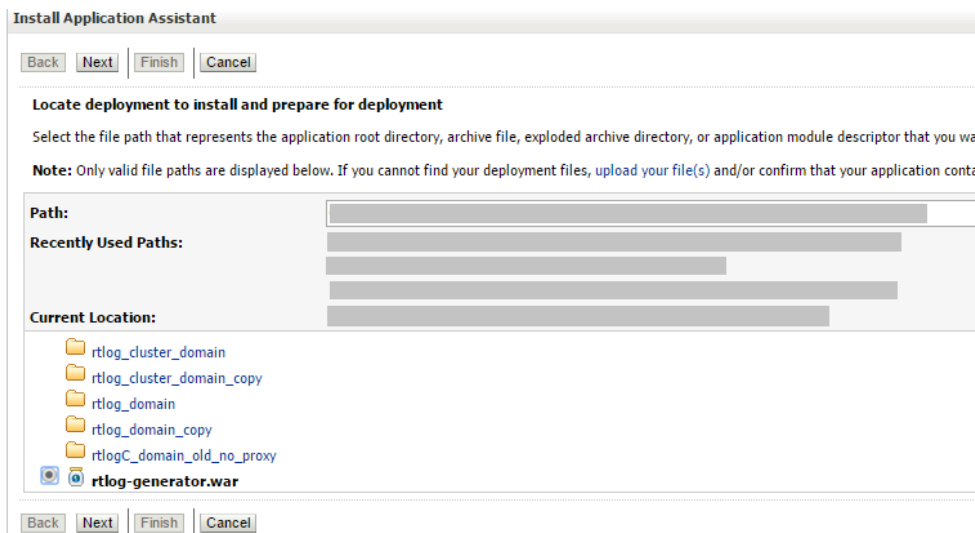 Install Application Assistant
Back Next Finish Cancel
Locate deployment to install and prepare for deployment
Select the file path that represents the application root directory, archive file, exploded archive directory, or application module descriptor that you wa
Note: Only valid file paths are displayed below. If you cannot find your deployment files, upload your file(s) and/or confirm that your application conta
Path:
Recently Used Paths:
Current Location:
rtlog_cluster_domain
rtlog_cluster_domain_copy
rtlog_domain
rtlog_domain_copy
rtlogC_domain_old_no_proxy
rtlog-generator.war
Back Next Finish Cancel